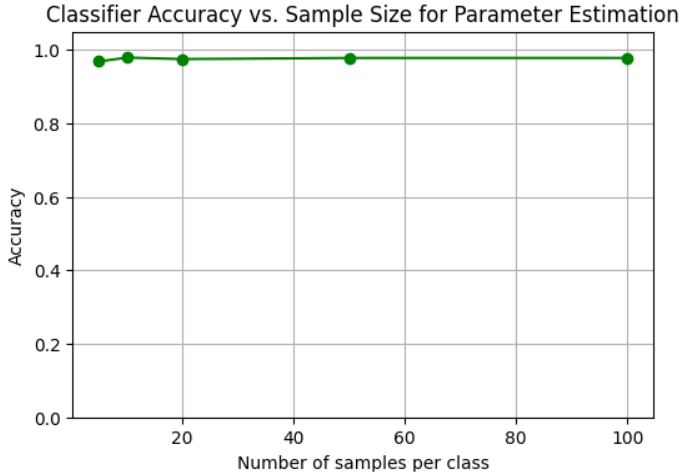 Classifier Accuracy vs. Sample Size for Parameter Estimation
1.0
0.8
0.6
0.4
0.2
0.0
Accuracy
20 40 60 80 100
Number of samples per class